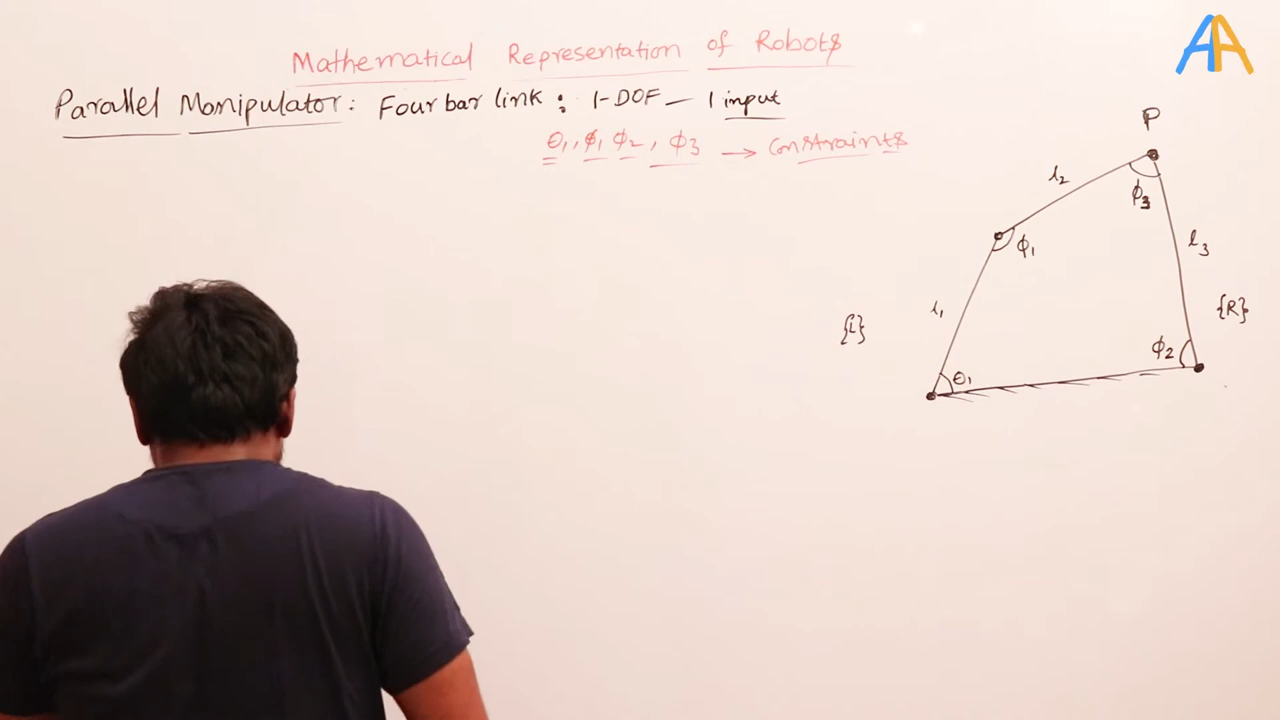 Mathematical Representation of Robots
Parallel Manipulator: Four bar link: 1-DOF — 1 input
θ1, φ1 φ2, φ3 → Constraints
AA
P
l2
φ3
φ1
l3
l1
{L}
{R}
φ2
θ1